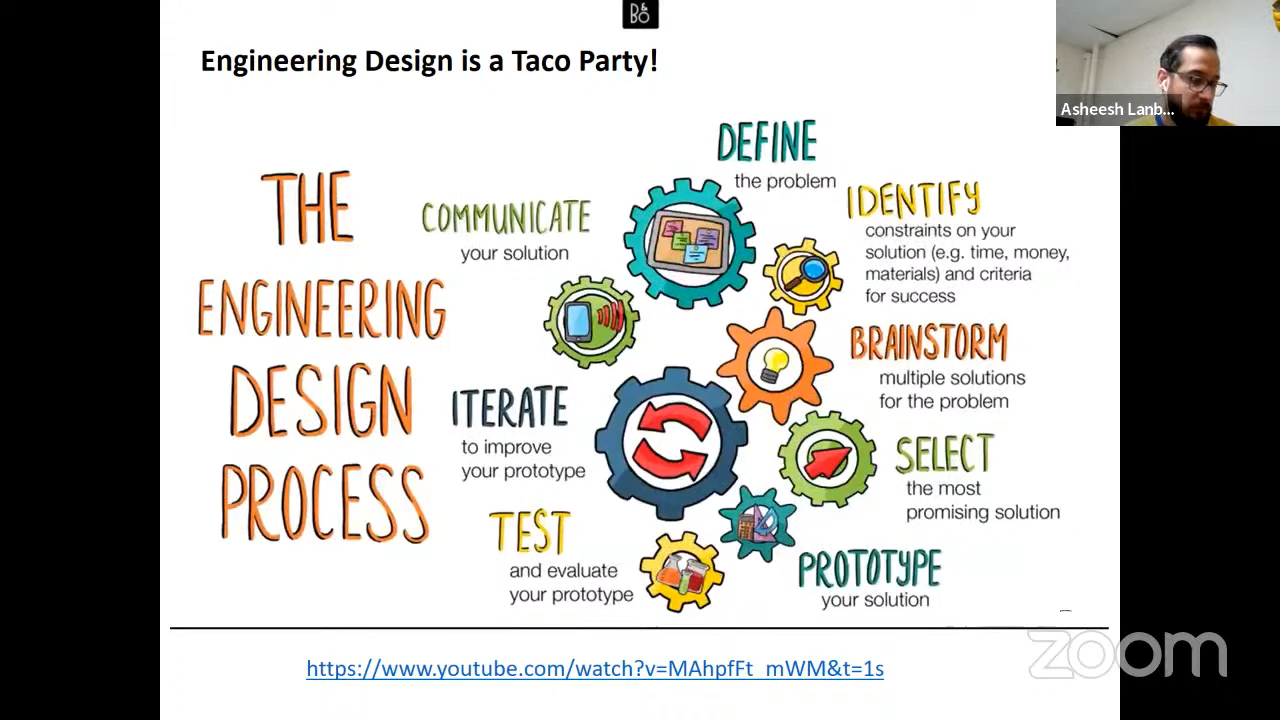 B&O
Engineering Design is a Taco Party!
Asheesh Lanb...
THE
ENGINEERING
DESIGN
PROCESS
DEFINE
the problem
IDENTIFY
constraints on your
solution (e.g. time, money,
materials) and criteria
for success
BRAINSTORM
multiple solutions
for the problem
SELECT
the most
promising solution
PROTOTYPE
your solution
TEST
and evaluate
your prototype
ITERATE
to improve
your prototype
COMMUNICATE
your solution
https://www.youtube.com/watch?v=MAhpfFt_mWM&t=1s
zoom